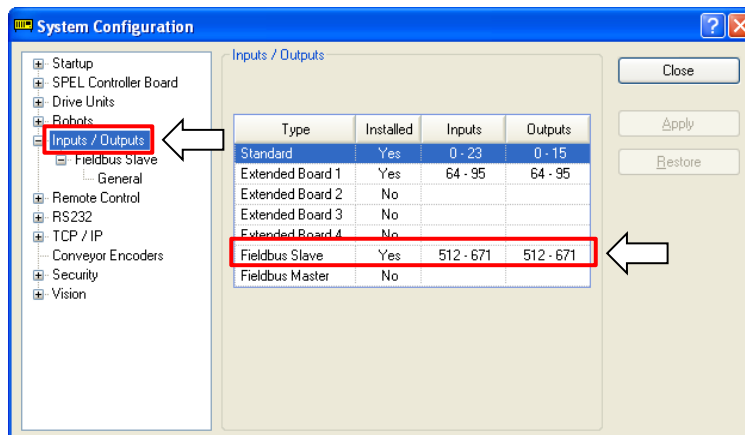 System Configuration
Startup
SPEL Controller Board
Drive Units
Robots
Inputs / Outputs
Fieldbus Slave
General
Remote Control
RS232
TCP / IP
Conveyor Encoders
Security
Vision
Inputs / Outputs
Type Installed Inputs Outputs
Standard Yes 0 - 23 0 - 15
Extended Board 1 Yes 64 - 95 64 - 95
Extended Board 2 No
Extended Board 3 No
Extended Board 4 No
Fieldbus Slave Yes 512 - 671 512 - 671
Fieldbus Master No
Close
Apply
Restore